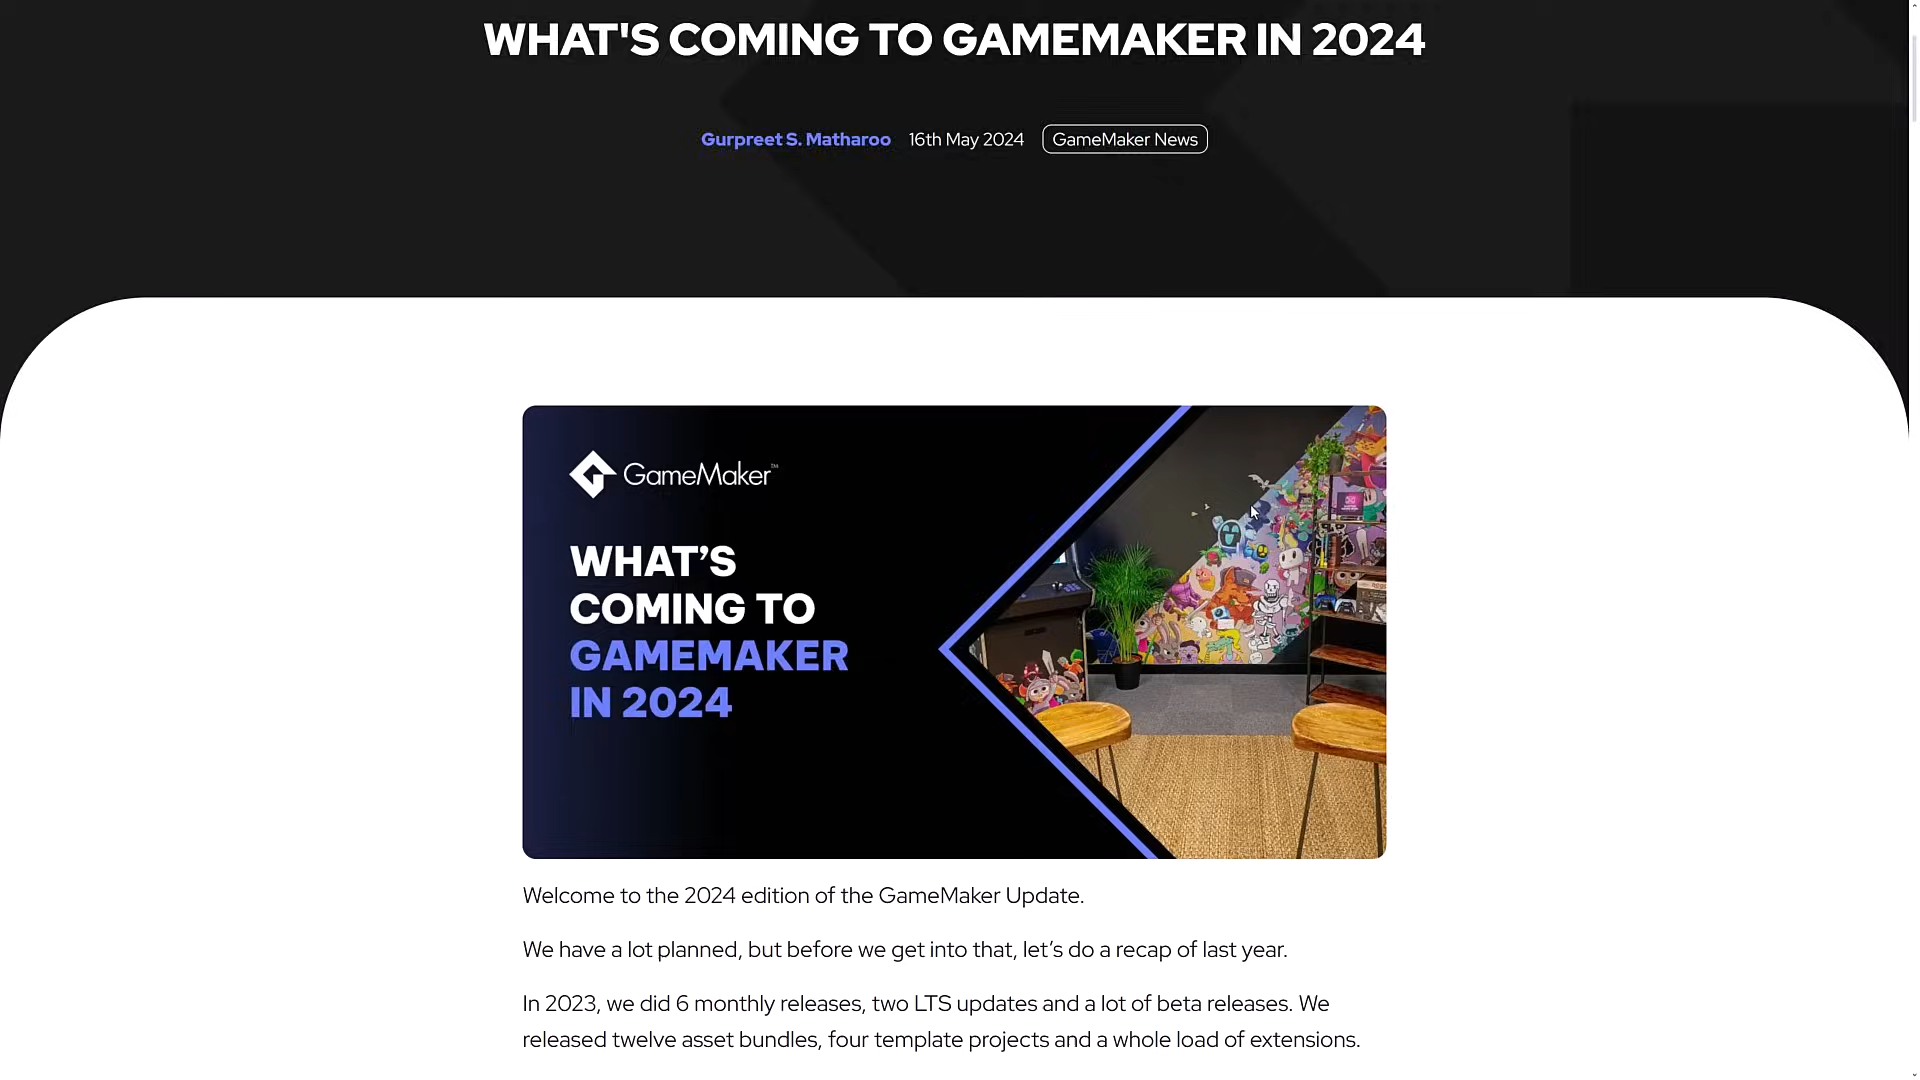 WHAT'S COMING TO GAMEMAKER IN 2024
Gurpreet S. Matharoo 16th May 2024 GameMaker News
GameMaker™
WHAT’S
COMING TO
GAMEMAKER
IN 2024
Welcome to the 2024 edition of the GameMaker Update.
We have a lot planned, but before we get into that, let’s do a recap of last year.
In 2023, we did 6 monthly releases, two LTS updates and a lot of beta releases. We
released twelve asset bundles, four template projects and a whole load of extensions.